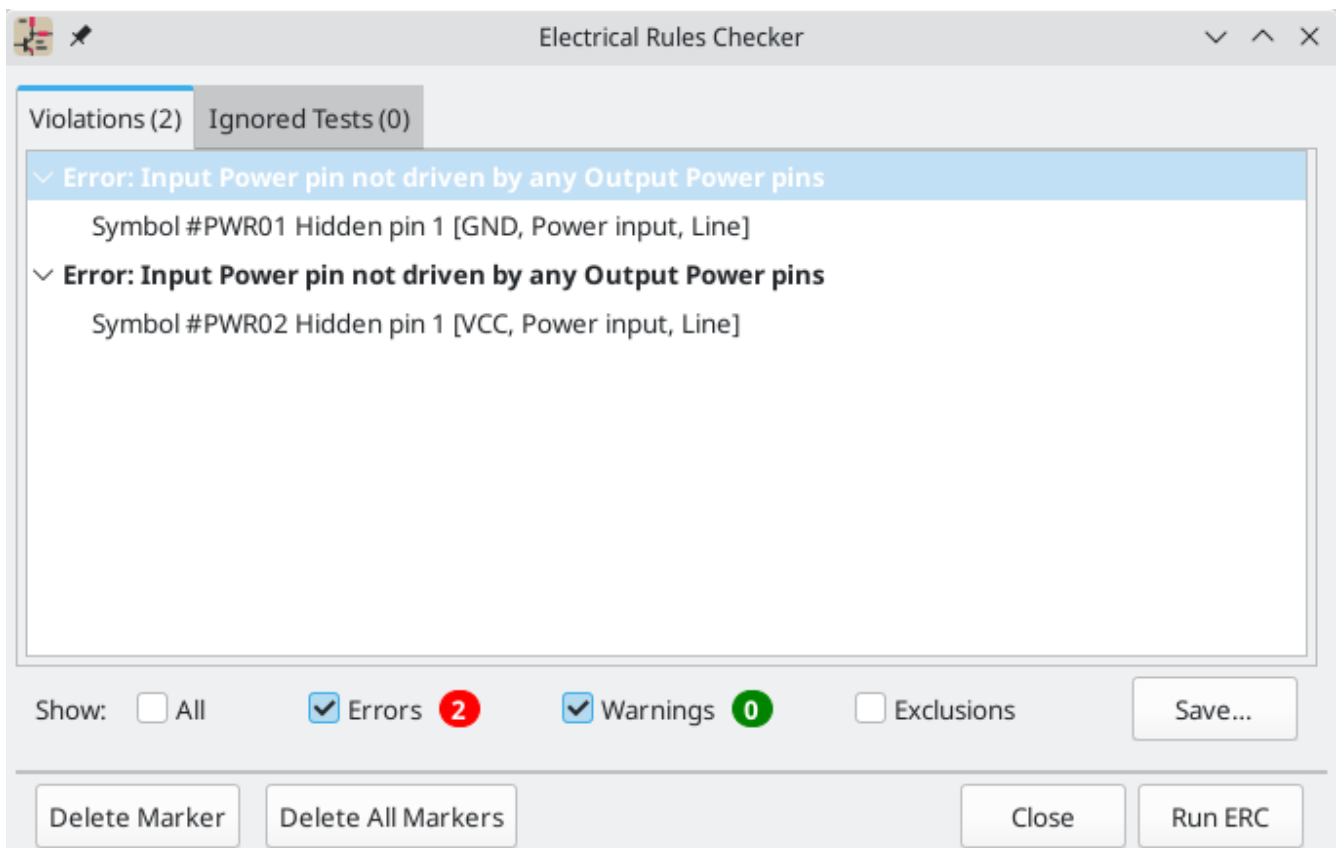 Electrical Rules Checker
Violations (2) Ignored Tests (0)
Error: Input Power pin not driven by any Output Power pins
Symbol #PWR01 Hidden pin 1 [GND, Power input, Line]
Error: Input Power pin not driven by any Output Power pins
Symbol #PWR02 Hidden pin 1 [VCC, Power input, Line]
Show: All Errors 2 Warnings 0 Exclusions Save...
Delete Marker Delete All Markers Close Run ERC